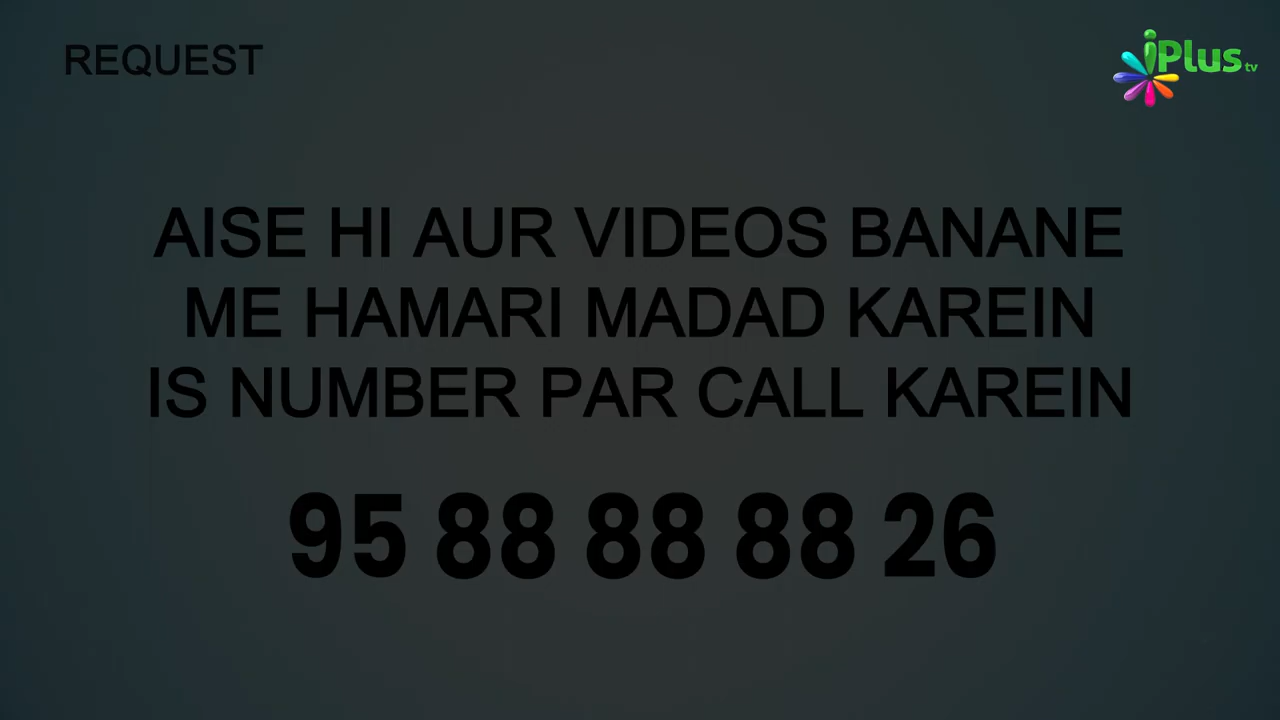 REQUEST
iPlus tv
AISE HI AUR VIDEOS BANANE
ME HAMARI MADAD KAREIN
IS NUMBER PAR CALL KAREIN
95 88 88 88 26